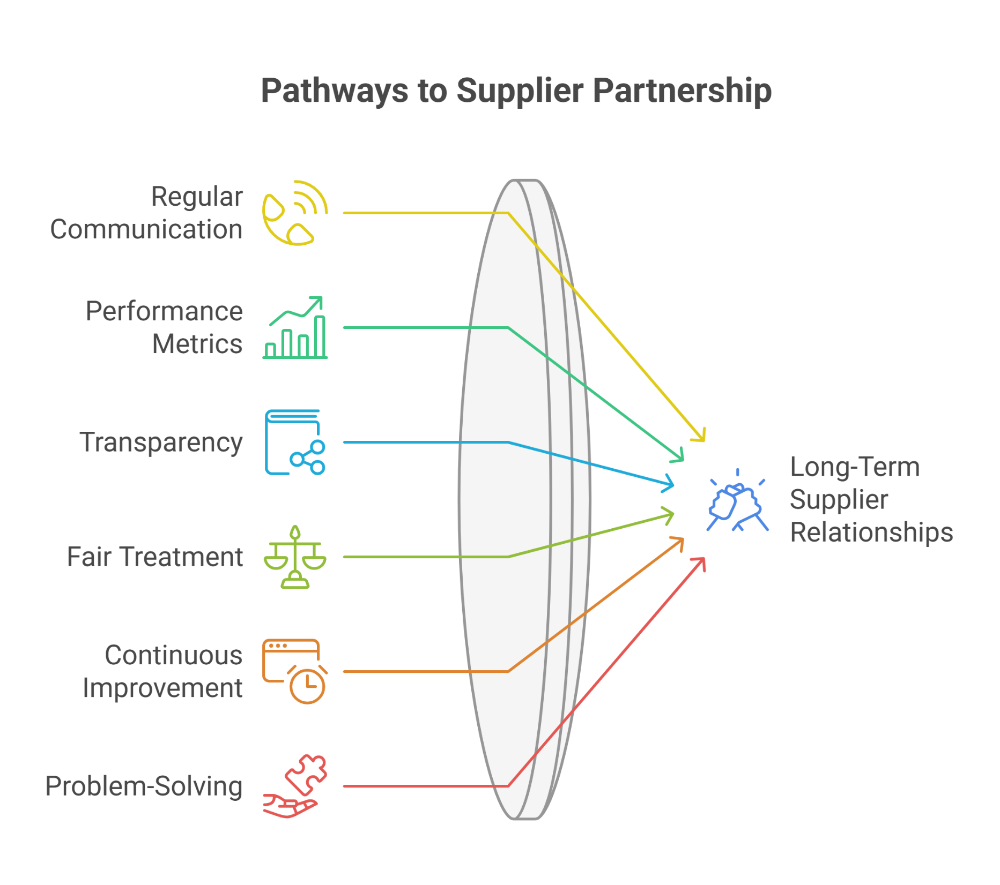 Pathways to Supplier Partnership
Regular
Communication
Performance
Metrics
Transparency
Fair Treatment
Continuous
Improvement
Problem-Solving
Long-Term
Supplier
Relationships